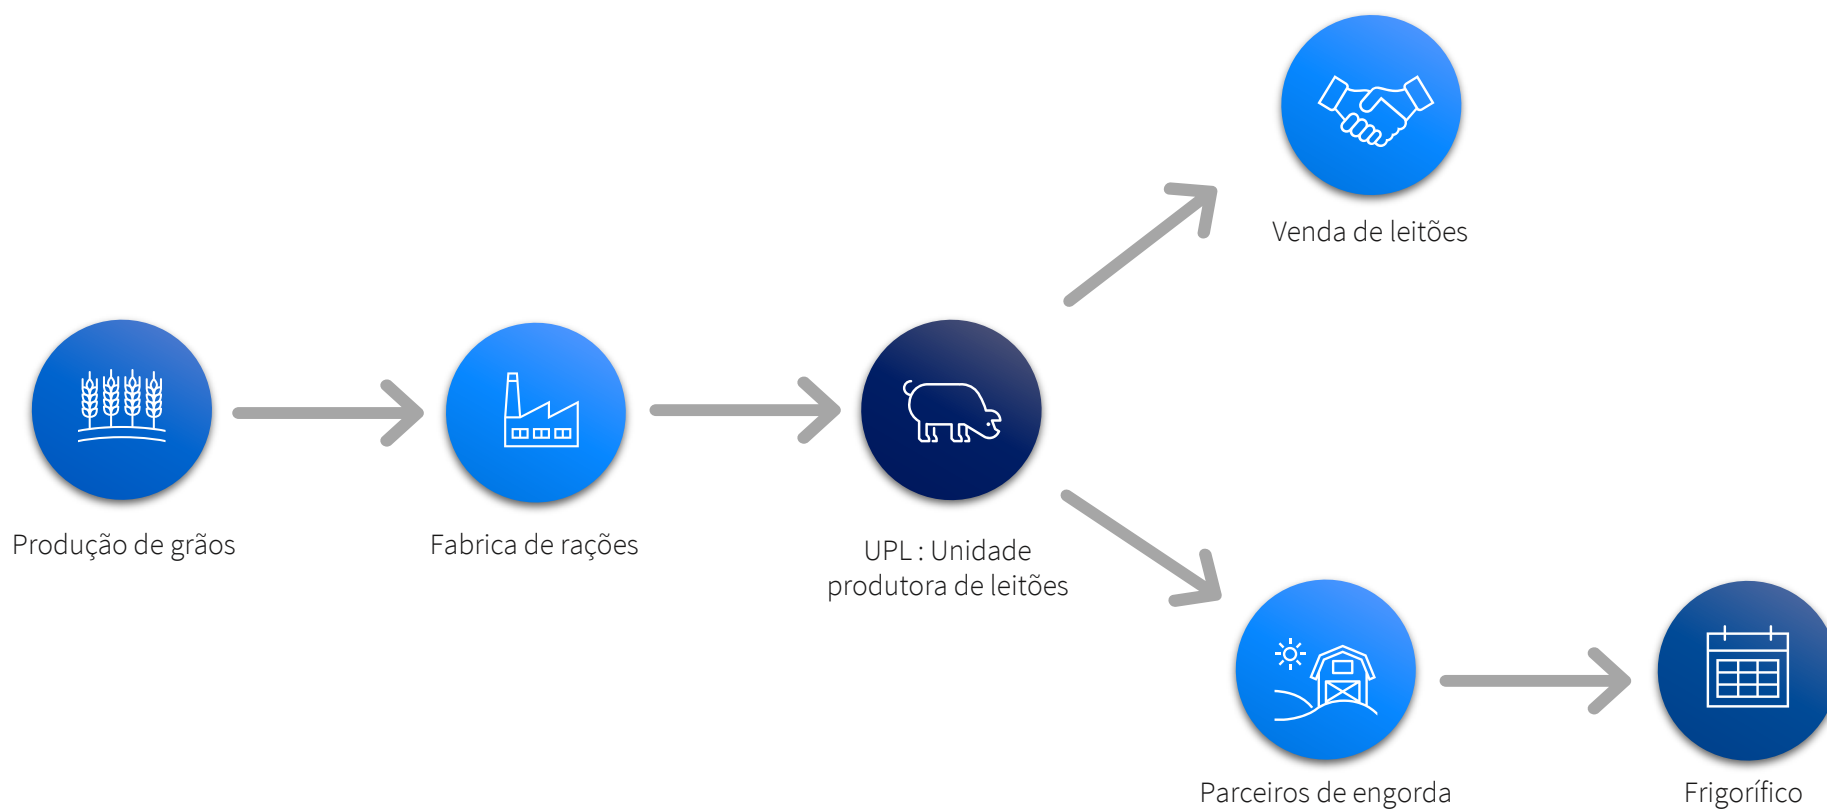 Venda de leitões
Produção de grãos
Fabrica de rações
UPL : Unidade
produtora de leitões
Parceiros de engorda
Frigorífico